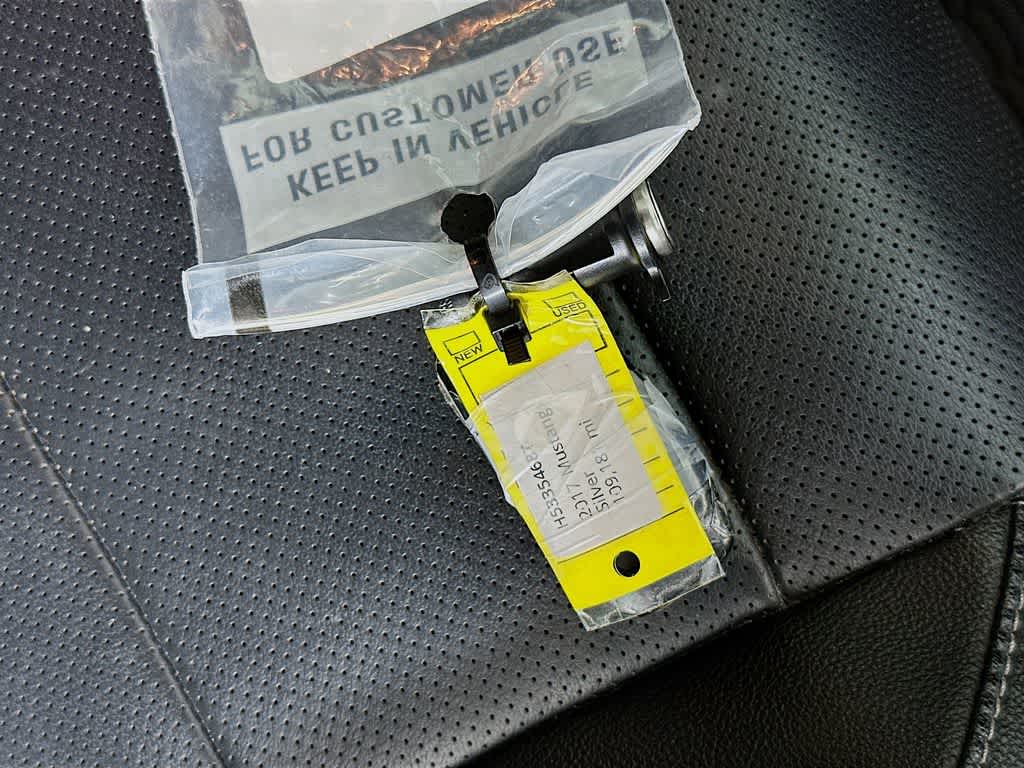 FOR CUSTOMER USE
KEEP IN VEHICLE
NEW
USED
2017 Mustang
Silver
mi